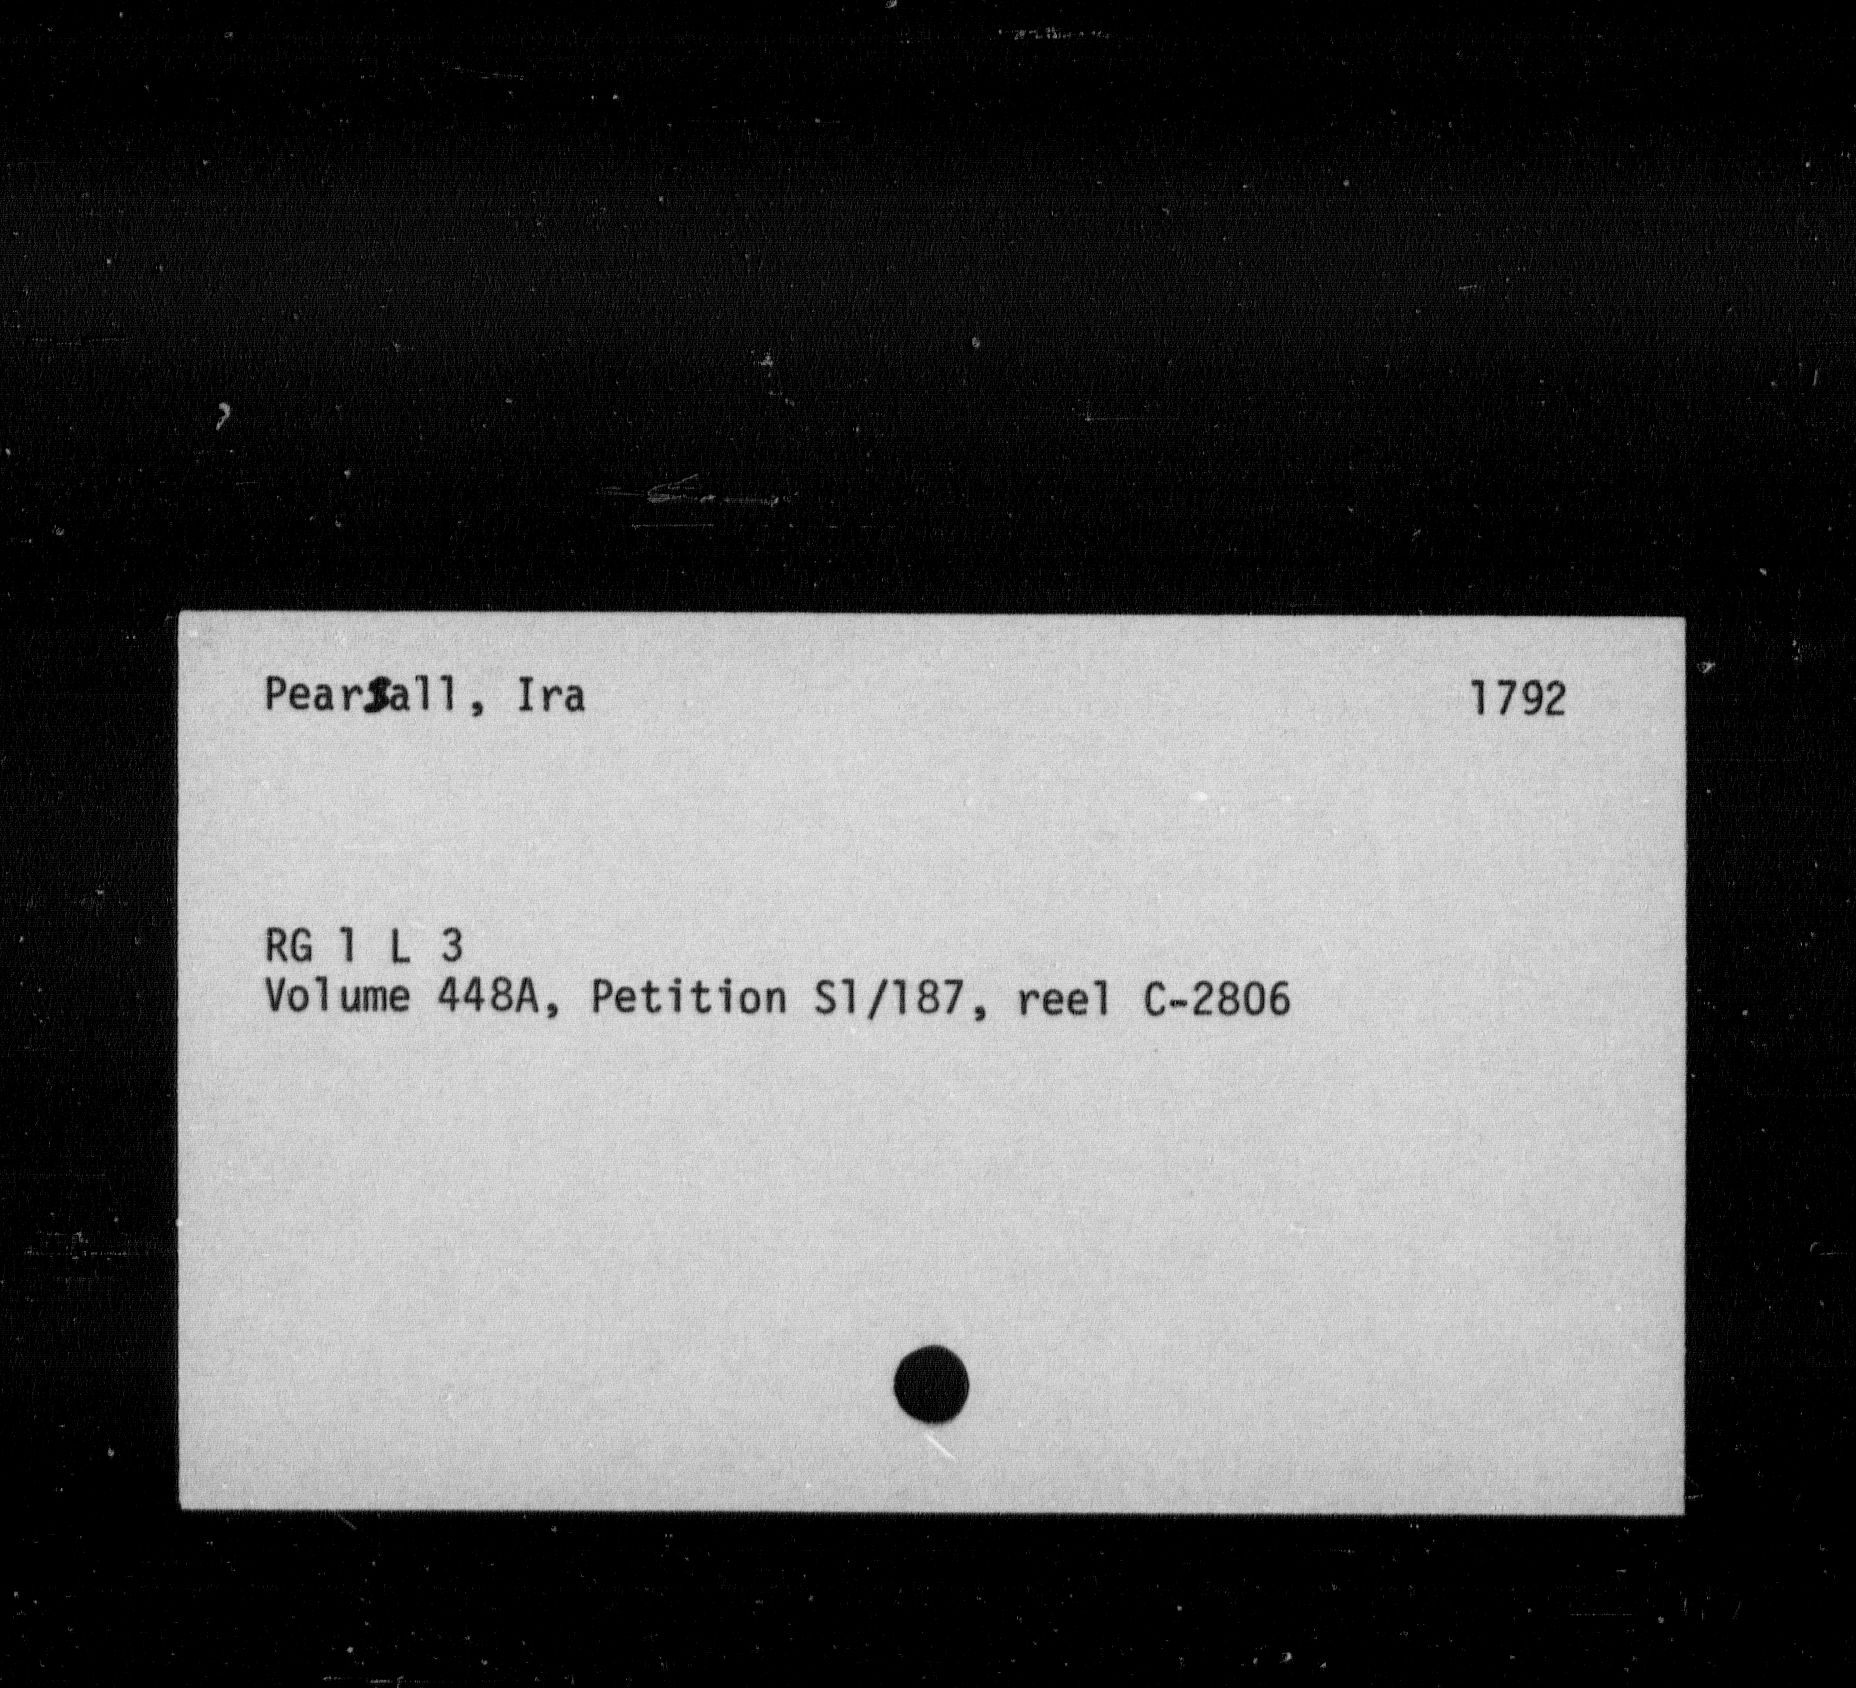 Pearsall, Ira 1792
RG 1 L 3
Volume 448A, Petition S1/187, reel C-2806